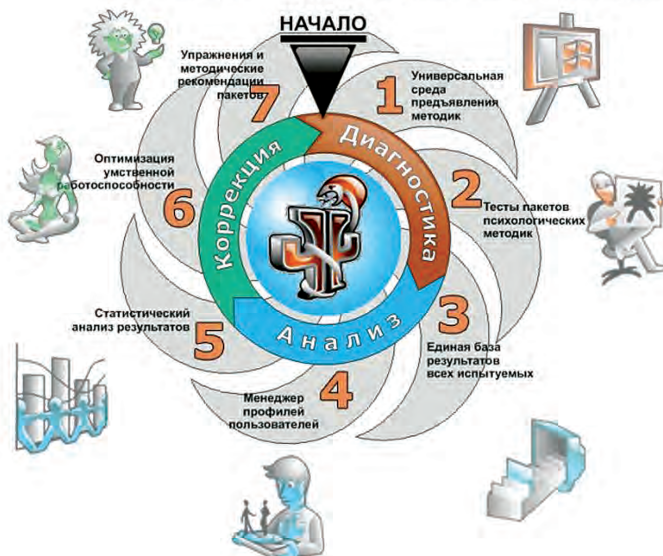 НАЧАЛО
1
Универсальная
среда
предъявления
методик
2
Тесты пакетов
психологических
методик
3
Единая база
результатов
всех испытуемых
4
Менеджер
профилей
пользователей
5
Статистический
анализ результатов
6
Оптимизация
умственной
работоспособности
7
Упражнения и
методические
рекомендации
пакетов
Диагностика
Анализ
Коррекция